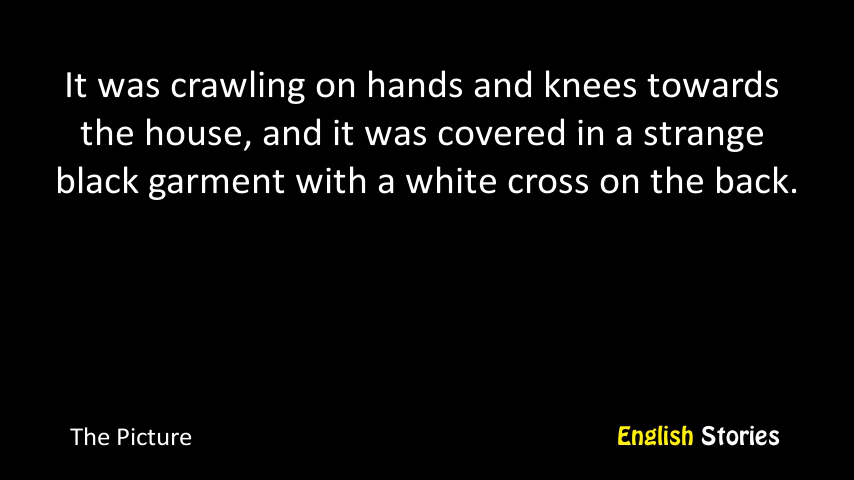 It was crawling on hands and knees towards
the house, and it was covered in a strange
black garment with a white cross on the back.
The Picture
English Stories